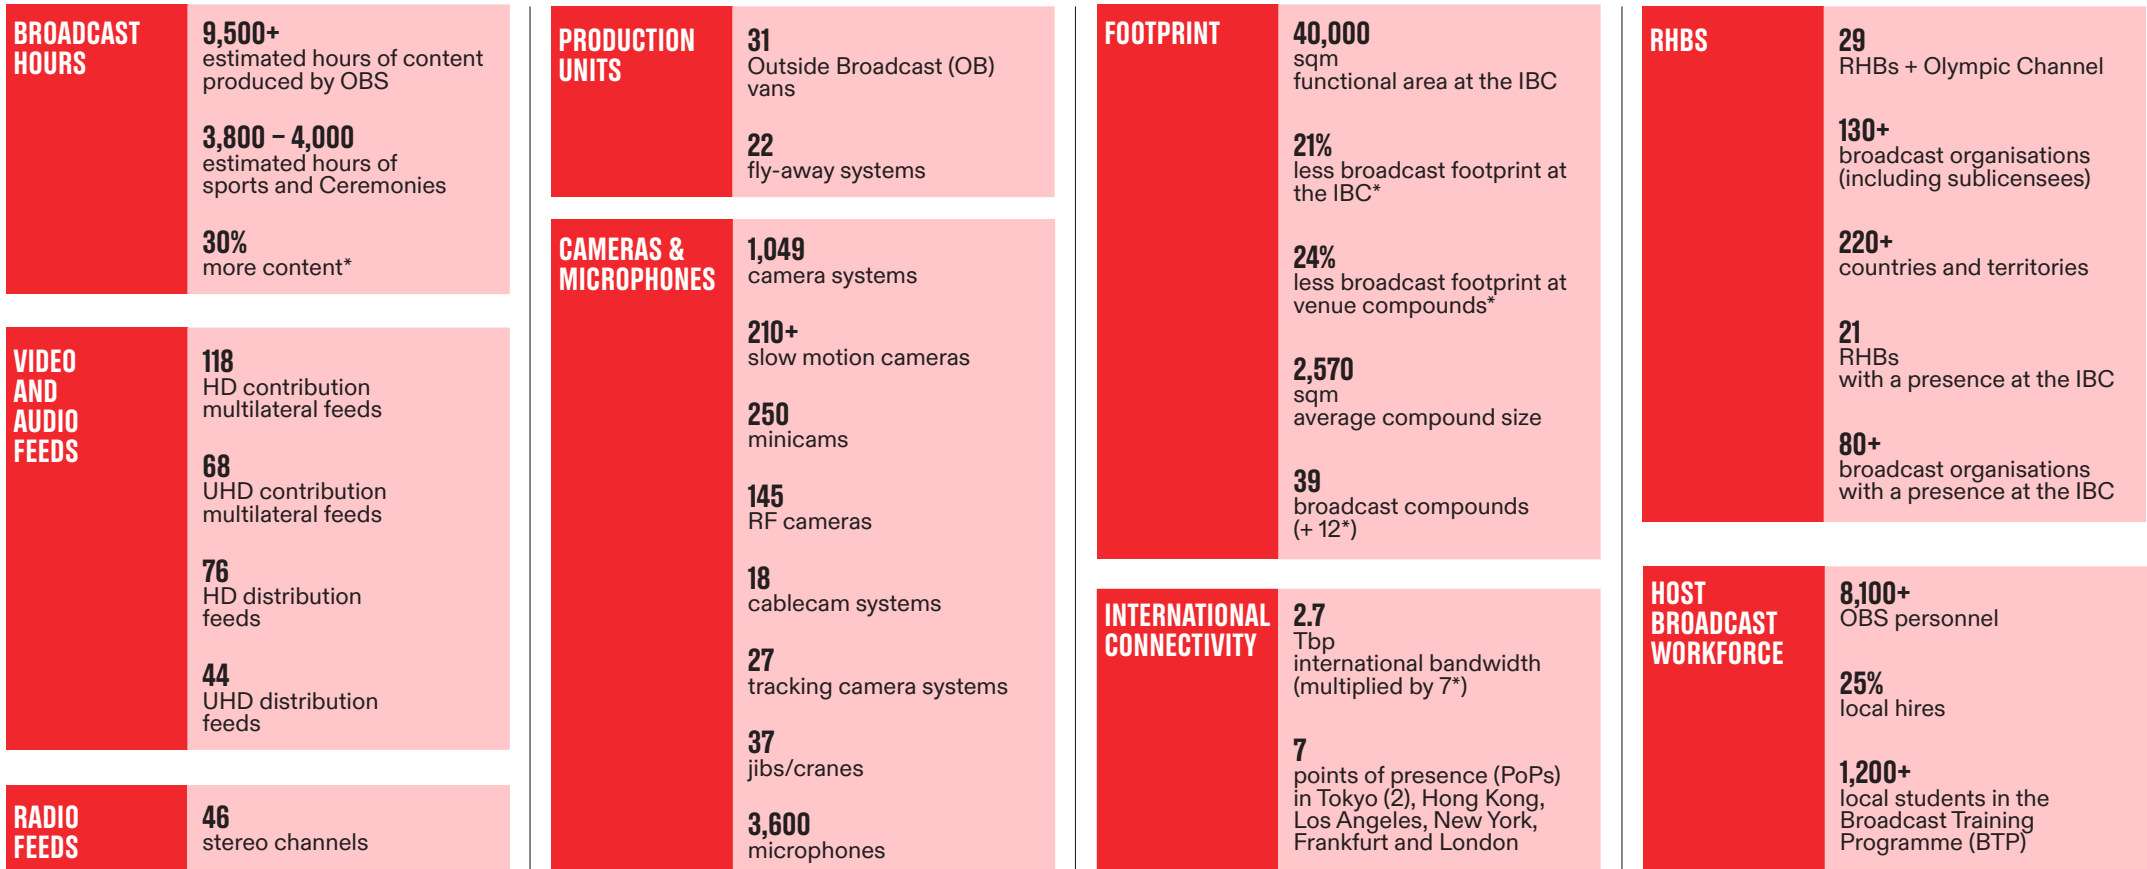 BROADCAST
HOURS
9,500+
estimated hours of content
produced by OBS
3,800 – 4,000
estimated hours of
sports and Ceremonies
30%
more content*
VIDEO
AND
AUDIO
FEEDS
118
HD contribution
multilateral feeds
68
UHD contribution
multilateral feeds
76
HD distribution
feeds
44
UHD distribution
feeds
RADIO
FEEDS
46
stereo channels
PRODUCTION
UNITS
31
Outside Broadcast (OB)
vans
22
fly-away systems
CAMERAS &
MICROPHONES
1,049
camera systems
210+
slow motion cameras
250
minicams
145
RF cameras
18
cablecam systems
27
tracking camera systems
37
jibs/cranes
3,600
microphones
FOOTPRINT
40,000
sqm
functional area at the IBC
21%
less broadcast footprint at
the IBC*
24%
less broadcast footprint at
venue compounds*
2,570
sqm
average compound size
39
broadcast compounds
(+ 12*)
INTERNATIONAL
CONNECTIVITY
2.7
Tbp
international bandwidth
(multiplied by 7*)
7
points of presence (PoPs)
in Tokyo (2), Hong Kong,
Los Angeles, New York,
Frankfurt and London
RHBS
29
RHBs + Olympic Channel
130+
broadcast organisations
(including sublicensees)
220+
countries and territories
21
RHBs
with a presence at the IBC
80+
broadcast organisations
with a presence at the IBC
HOST
BROADCAST
WORKFORCE
8,100+
OBS personnel
25%
local hires
1,200+
local students in the
Broadcast Training
Programme (BTP)